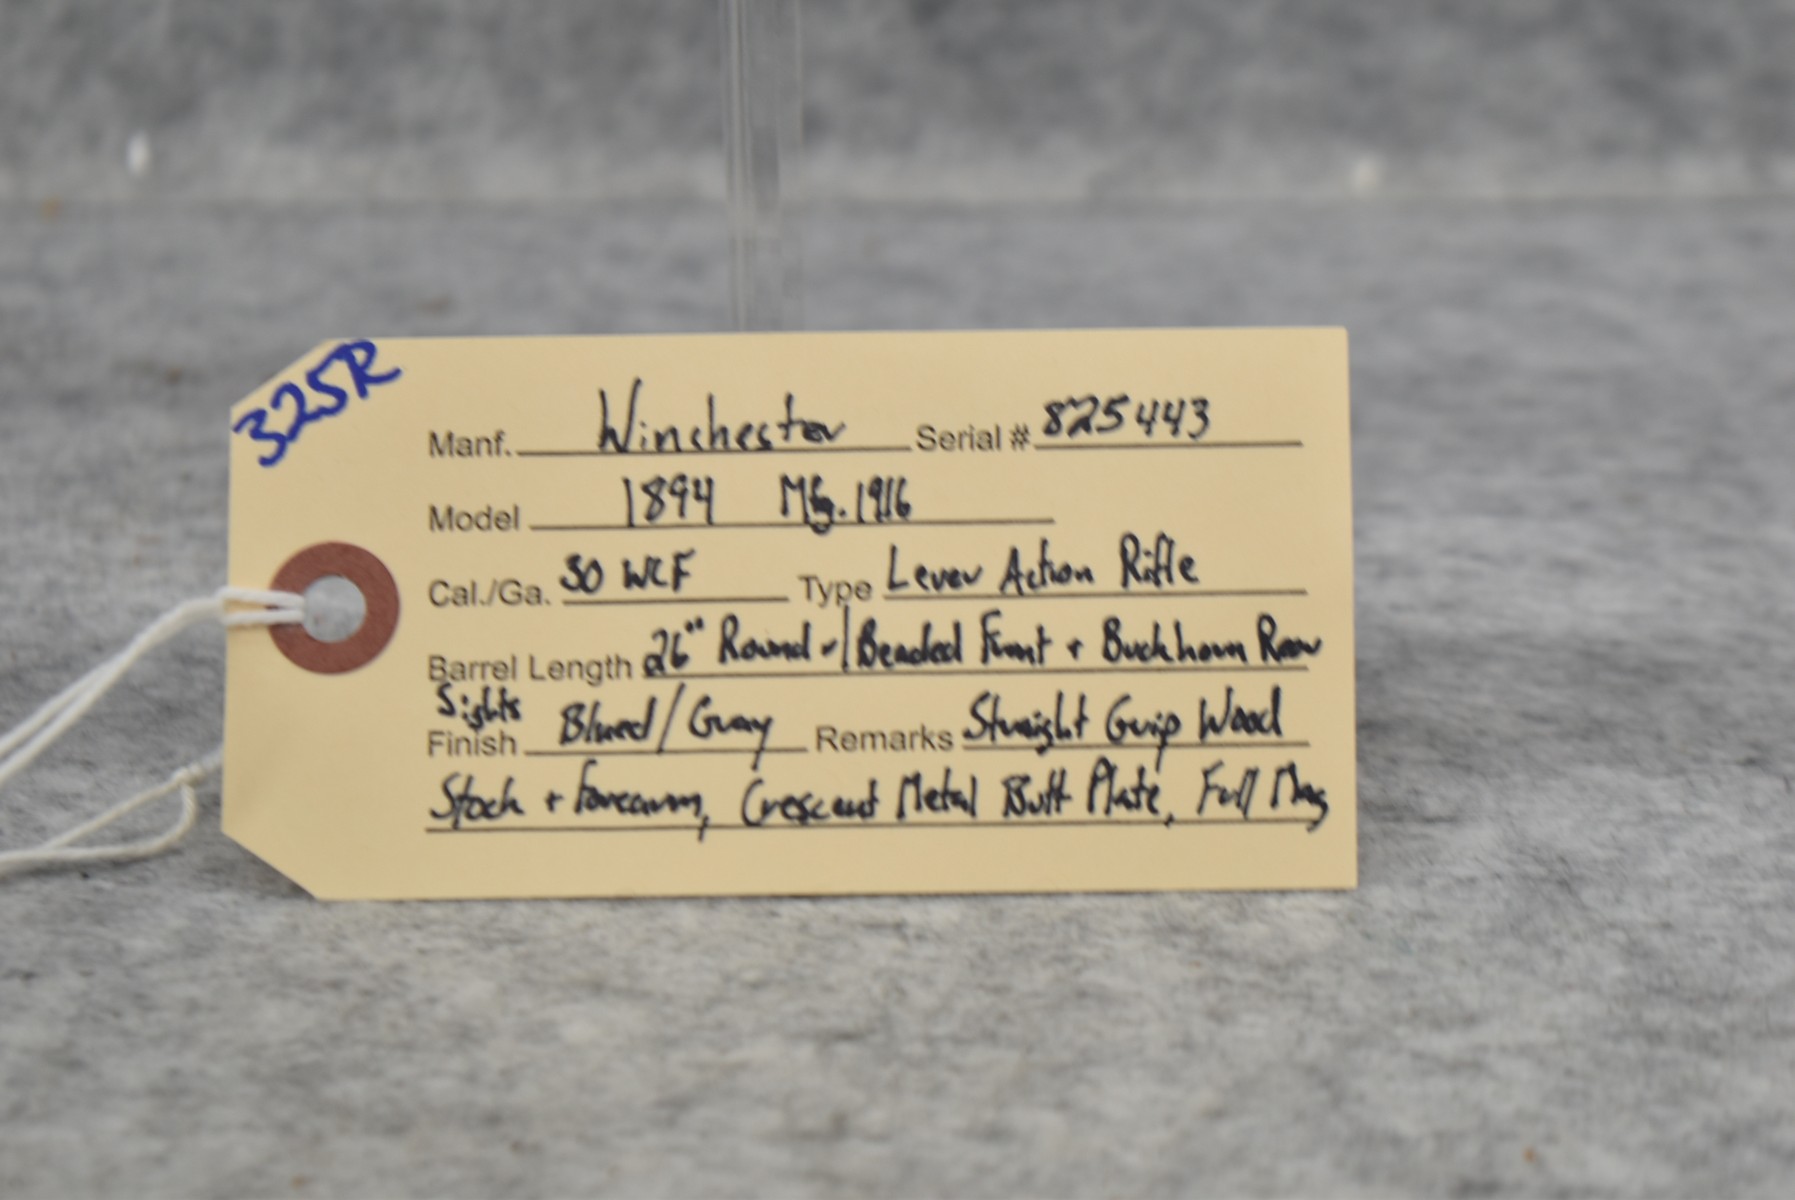 325R
Manf. Winchester Serial # 825443
Model 1894 Mfg. 1916
Cal./Ga. 30 WCF Type Lever Action Rifle
Barrel Length 26" Round w/ Beaded Front + Buckhorn Rear
Sights
Finish Blued/Gray Remarks Straight Grip Wood
Stock + Forearm, Crescent Metal Butt Plate, Full Mag